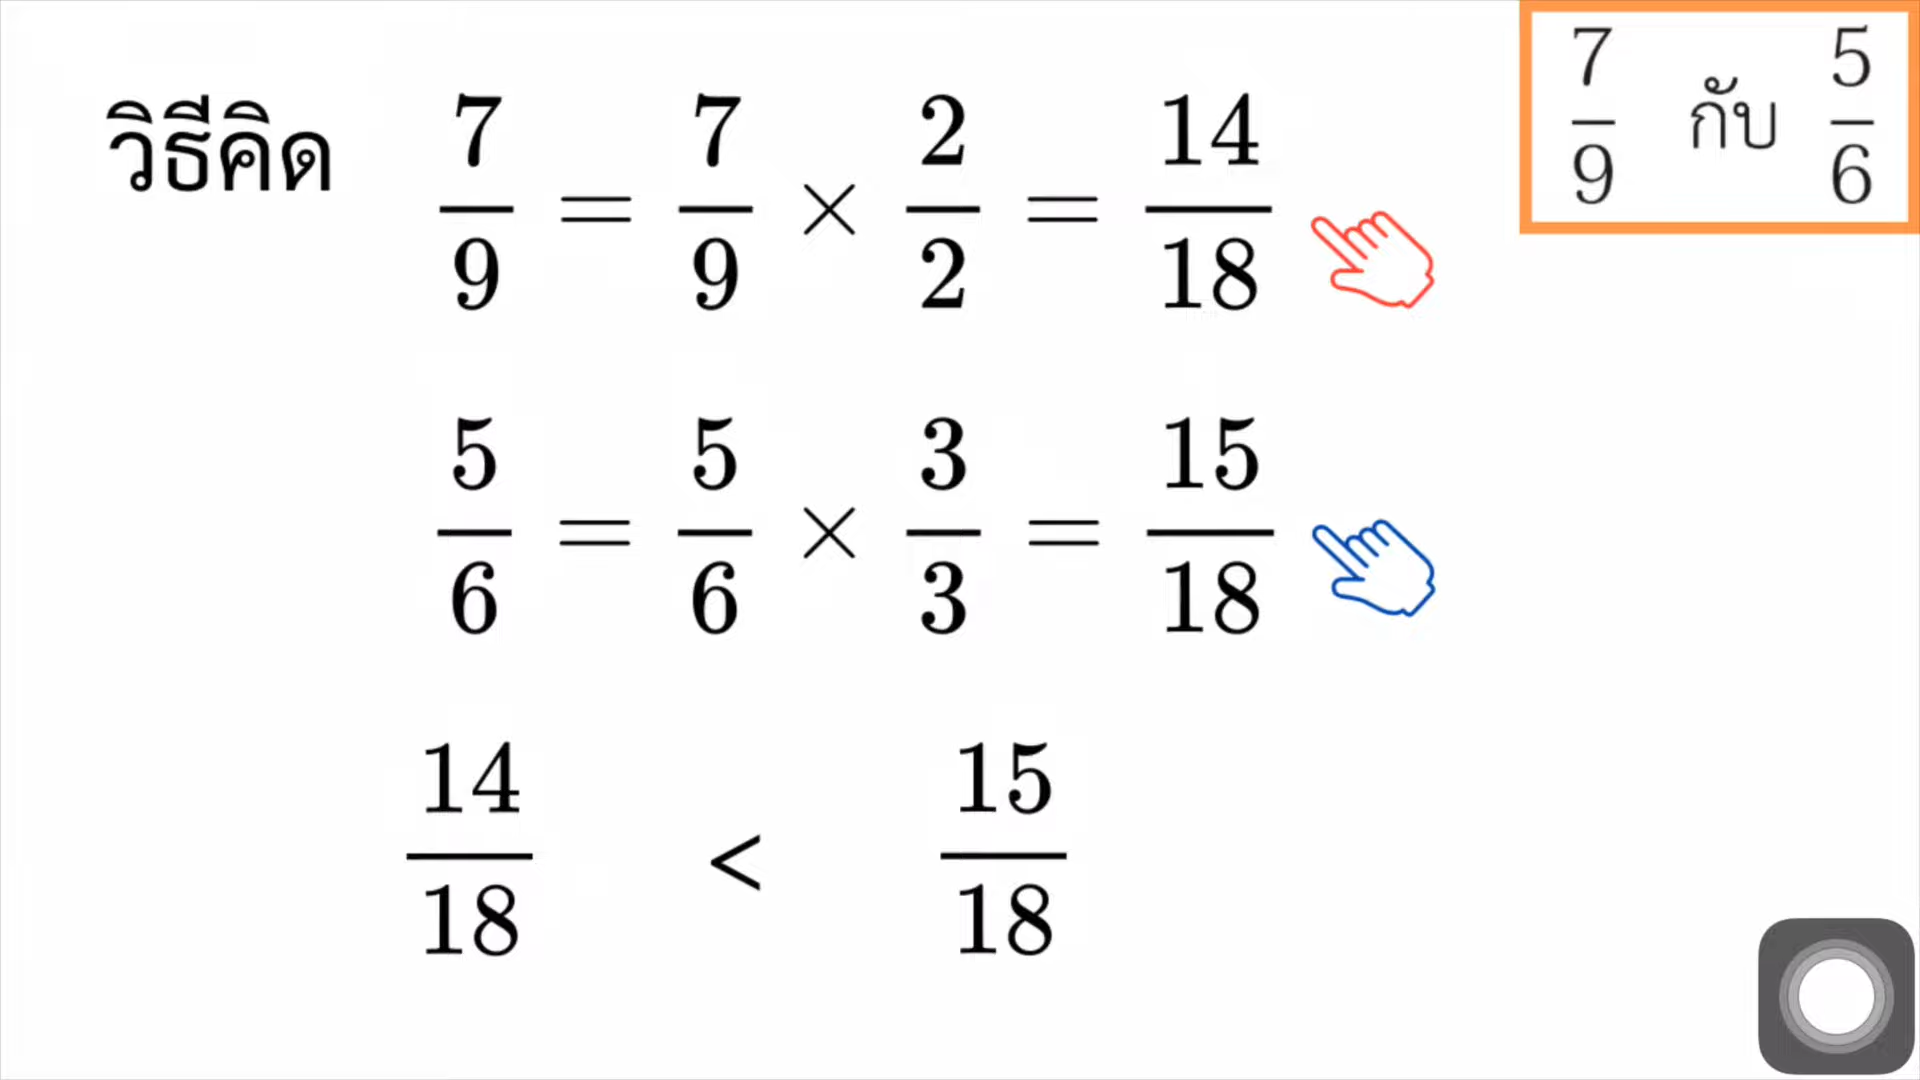 7/9 กับ 5/6
วิธีคิด 7/9 = 7/9 × 2/2 = 14/18
5/6 = 5/6 × 3/3 = 15/18
14/18 < 15/18